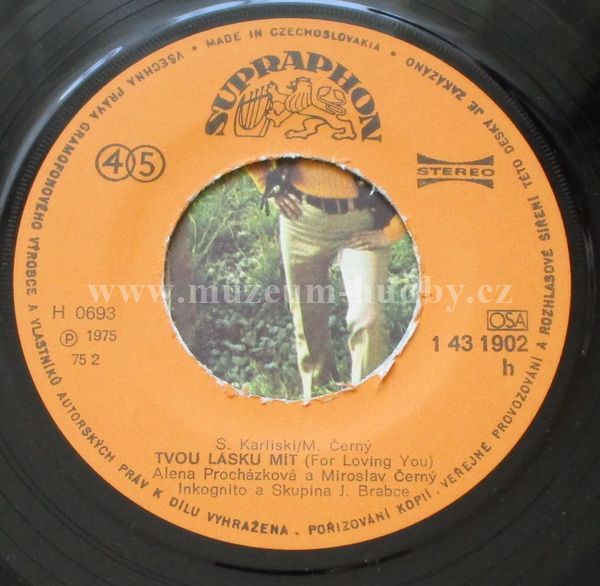 VŠECHNA PRÁVA GRAMOFONOVÉHO VÝROBCE A VLASTNÍKŮ AUTORSKÝCH PRÁV K DÍLU VYHRAŽENA. POŘIZOVÁNÍ KOPIÍ, VEŘEJNÉ PROVOZOVÁNÍ A ROZHLASOVÉ ŠÍŘENÍ TÉTO DESKY JE ZAKÁZÁNO
• MADE IN CZECHOSLOVAKIA •
SUPRAPHON
45
STEREO
www.muzeum-hudby.cz
H 0693
Ⓟ 1975
75 2
OSA
1 43 1902
h
S. Karliski/M. Černý
TVOU LÁSKU MÍT (For Loving You)
Alena Procházková a Miroslav Černý
Inkognito a Skupina J. Brabce